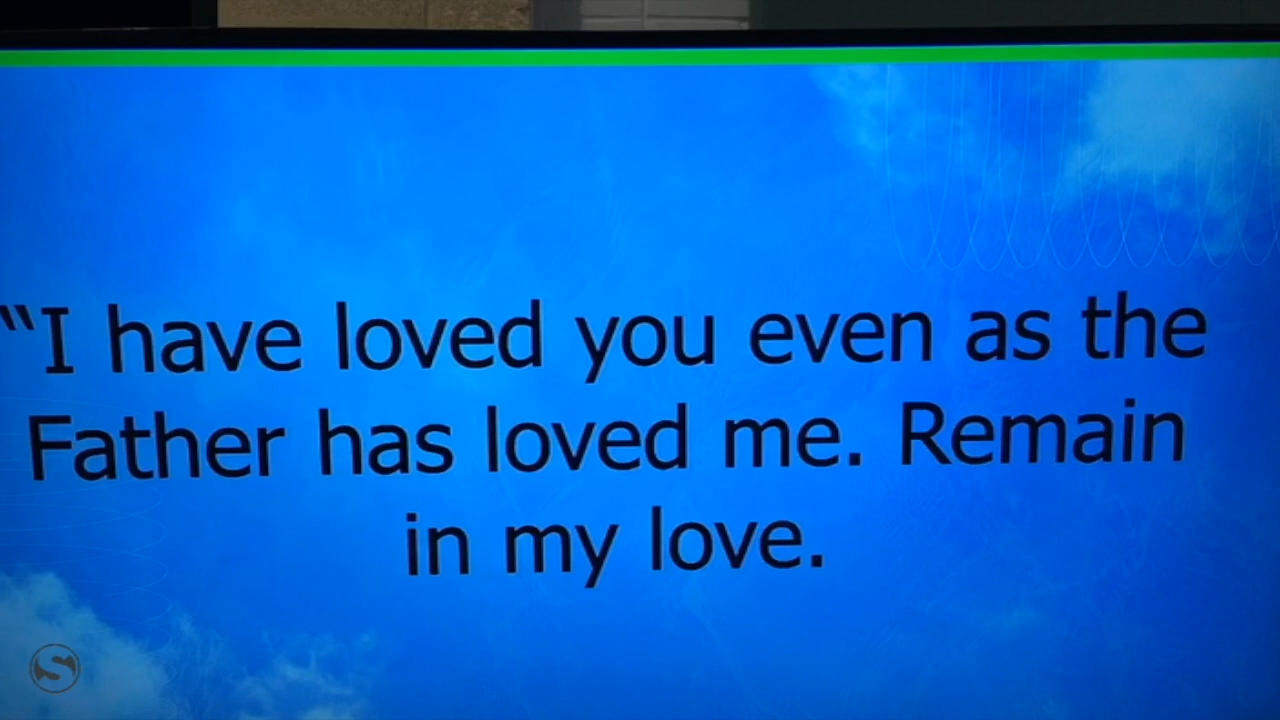 “I have loved you even as the
Father has loved me. Remain
in my love.
S